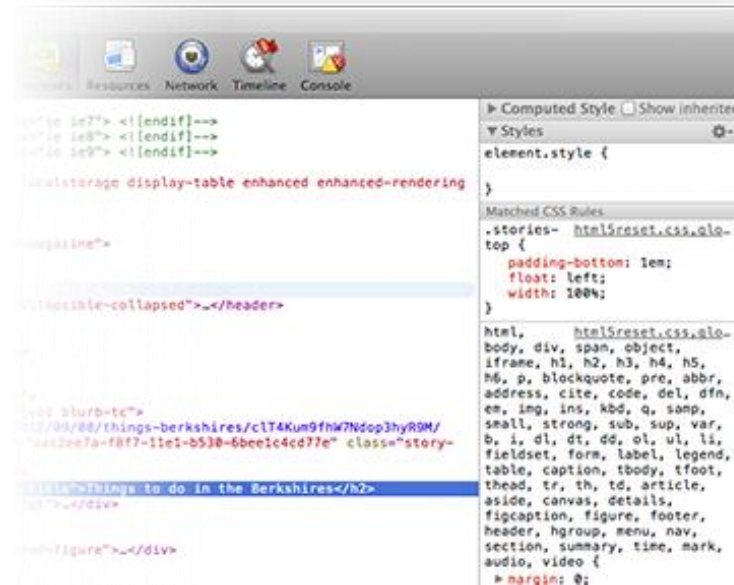 Resources Network Timeline Console
ie7"> <![endif]-->
ie8"> <![endif]-->
ie9"> <![endif]-->
localstorage display-table enhanced enhanced-rendering
collapsible-collapsed">…</header>
blurb-tc">
/09/08/things-berkshires/clT4Kum9fhW7Ndop3hyR9M/
-f8f7-11e1-b530-6bee1c4cd77e" class="story-
title">Things to do in the Berkshires</h2>
">…</div>
figure">…</div>
Computed Style Show inherited
Styles
element.style {
}
Matched CSS Rules
.stories- html5reset.css,glo…
top {
padding-bottom: 1em;
float: left;
width: 100%;
}
html, html5reset.css,glo…
body, div, span, object,
iframe, h1, h2, h3, h4, h5,
h6, p, blockquote, pre, abbr,
address, cite, code, del, dfn,
em, img, ins, kbd, q, samp,
small, strong, sub, sup, var,
b, i, dl, dt, dd, ol, ul, li,
fieldset, form, label, legend,
table, caption, tbody, tfoot,
thead, tr, th, td, article,
aside, canvas, details,
figcaption, figure, footer,
header, hgroup, menu, nav,
section, summary, time, mark,
audio, video {
margin: 0;